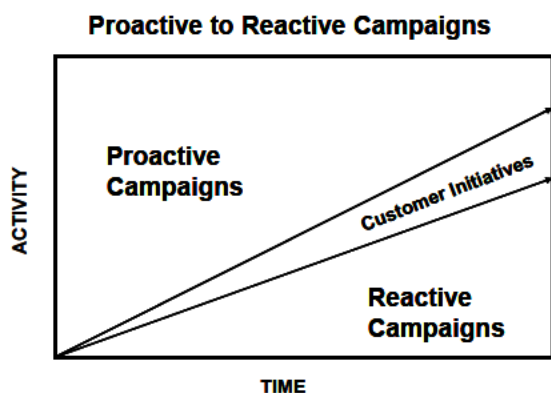 Proactive to Reactive Campaigns
Proactive
Campaigns
ACTIVITY
Customer Initiatives
Reactive
Campaigns
TIME